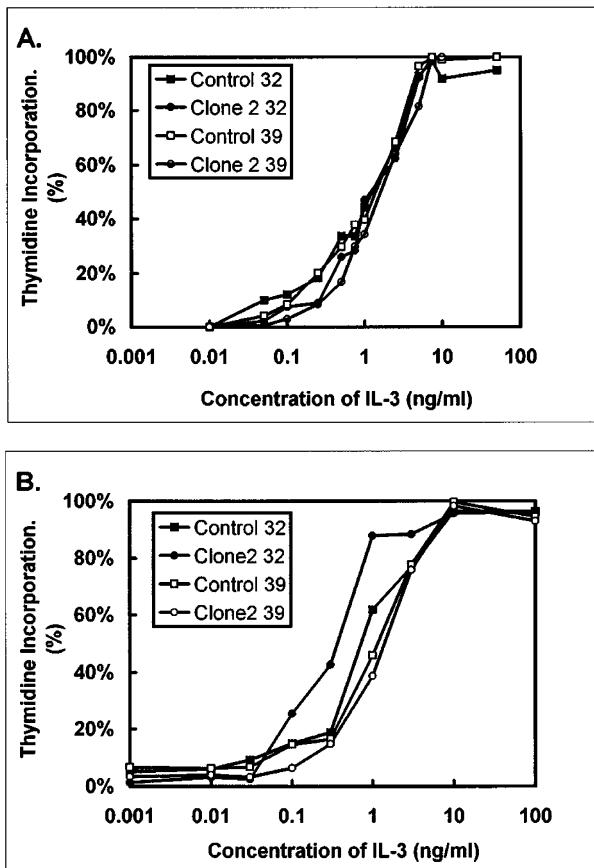 A.
Thymidine Incorporation.
(%)
100%
80%
60%
40%
20%
0%
Control 32
Clone 2 32
Control 39
Clone 2 39
0.001 0.01 0.1 1 10 100
Concentration of IL-3 (ng/ml)
B.
Thymidine Incorporation.
(%)
100%
80%
60%
40%
20%
0%
Control 32
Clone2 32
Control 39
Clone2 39
0.001 0.01 0.1 1 10 100
Concentration of IL-3 (ng/ml)